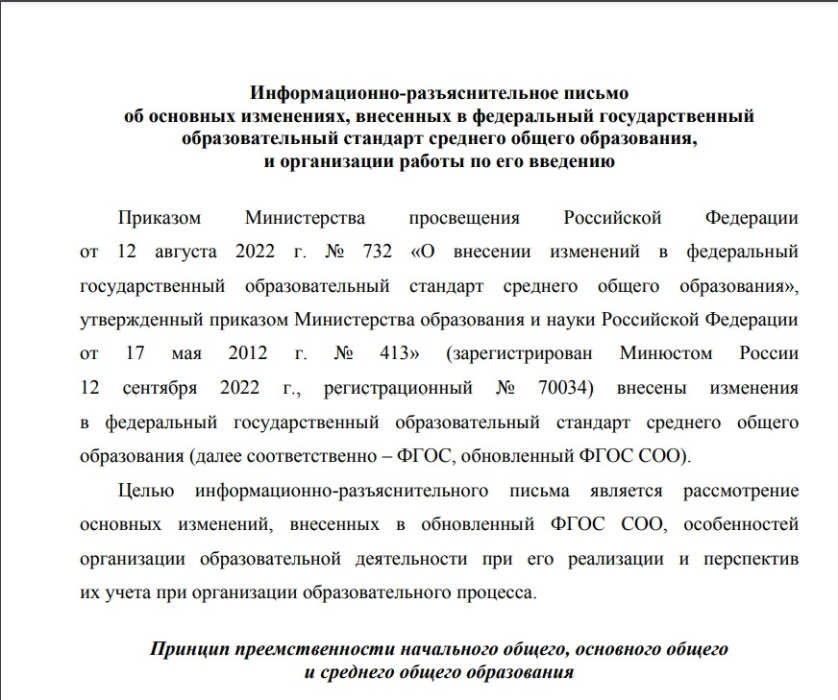 Информационно-разъяснительное письмо
об основных изменениях, внесенных в федеральный государственный
образовательный стандарт среднего общего образования,
и организации работы по его введению
Приказом Министерства просвещения Российской Федерации
от 12 августа 2022 г. № 732 «О внесении изменений в федеральный
государственный образовательный стандарт среднего общего образования»,
утвержденный приказом Министерства образования и науки Российской Федерации
от 17 мая 2012 г. № 413» (зарегистрирован Минюстом России
12 сентября 2022 г., регистрационный № 70034) внесены изменения
в федеральный государственный образовательный стандарт среднего общего
образования (далее соответственно – ФГОС, обновленный ФГОС СОО).
Целью информационно-разъяснительного письма является рассмотрение
основных изменений, внесенных в обновленный ФГОС СОО, особенностей
организации образовательной деятельности при его реализации и перспектив
их учета при организации образовательного процесса.
Принцип преемственности начального общего, основного общего
и среднего общего образования